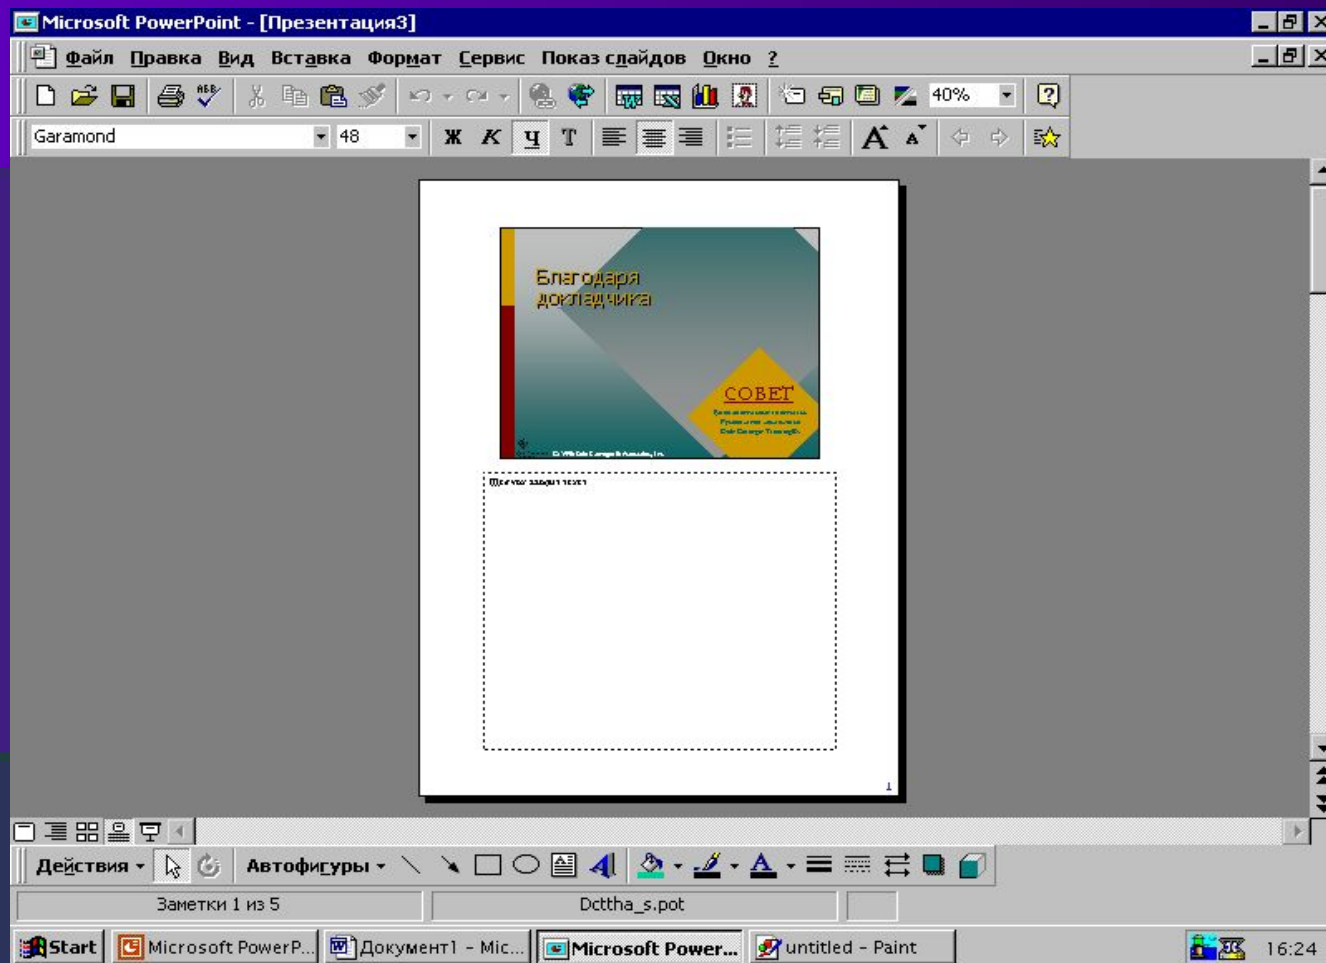 Microsoft PowerPoint - [Презентация3]
Файл Правка Вид Вставка Формат Сервис Показ слайдов Окно ?
40%
Garamond 48 Ж К Ч Т
Благодаря
докладчика
СОВЕТ
1
Действия Автофигуры
Заметки 1 из 5 Dcttha_s.pot
Start Microsoft PowerP... Документ1 - Mic... Microsoft Power... untitled - Paint 16:24